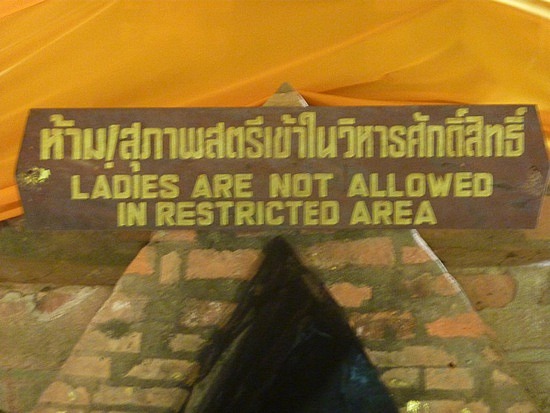 ห้าม!สุภาพสตรีเข้าในวิหารศักดิ์สิทธิ์
LADIES ARE NOT ALLOWED
IN RESTRICTED AREA